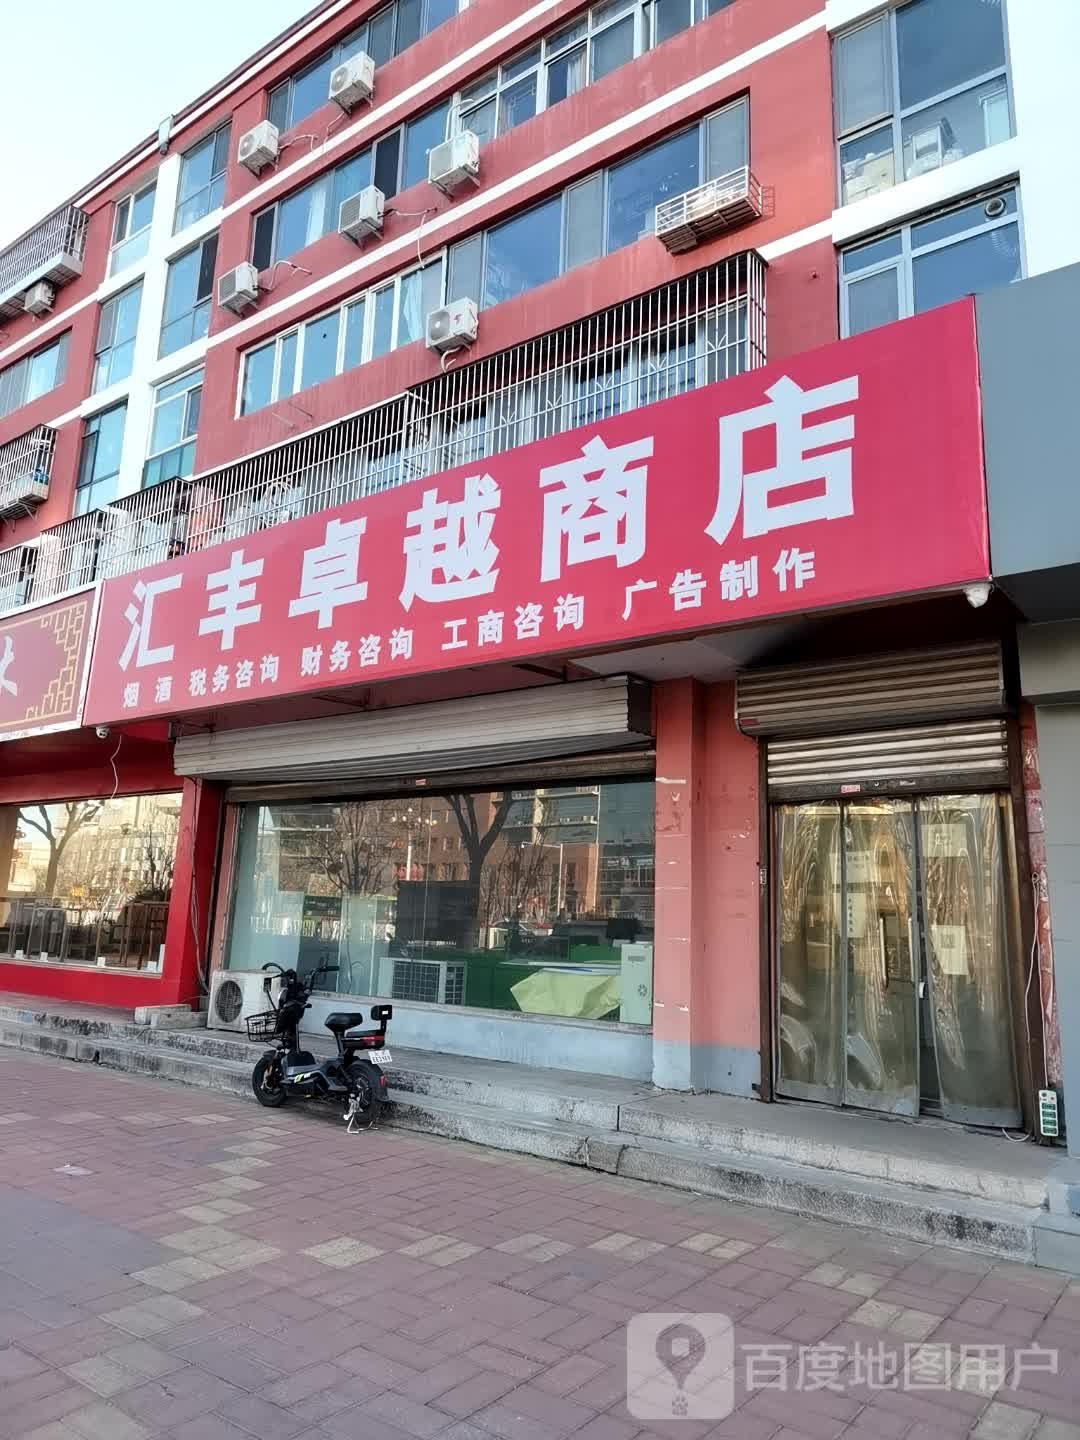 汇丰卓越商店
烟 酒 税务咨询 财务咨询 工商咨询 广告制作
百度地图用户